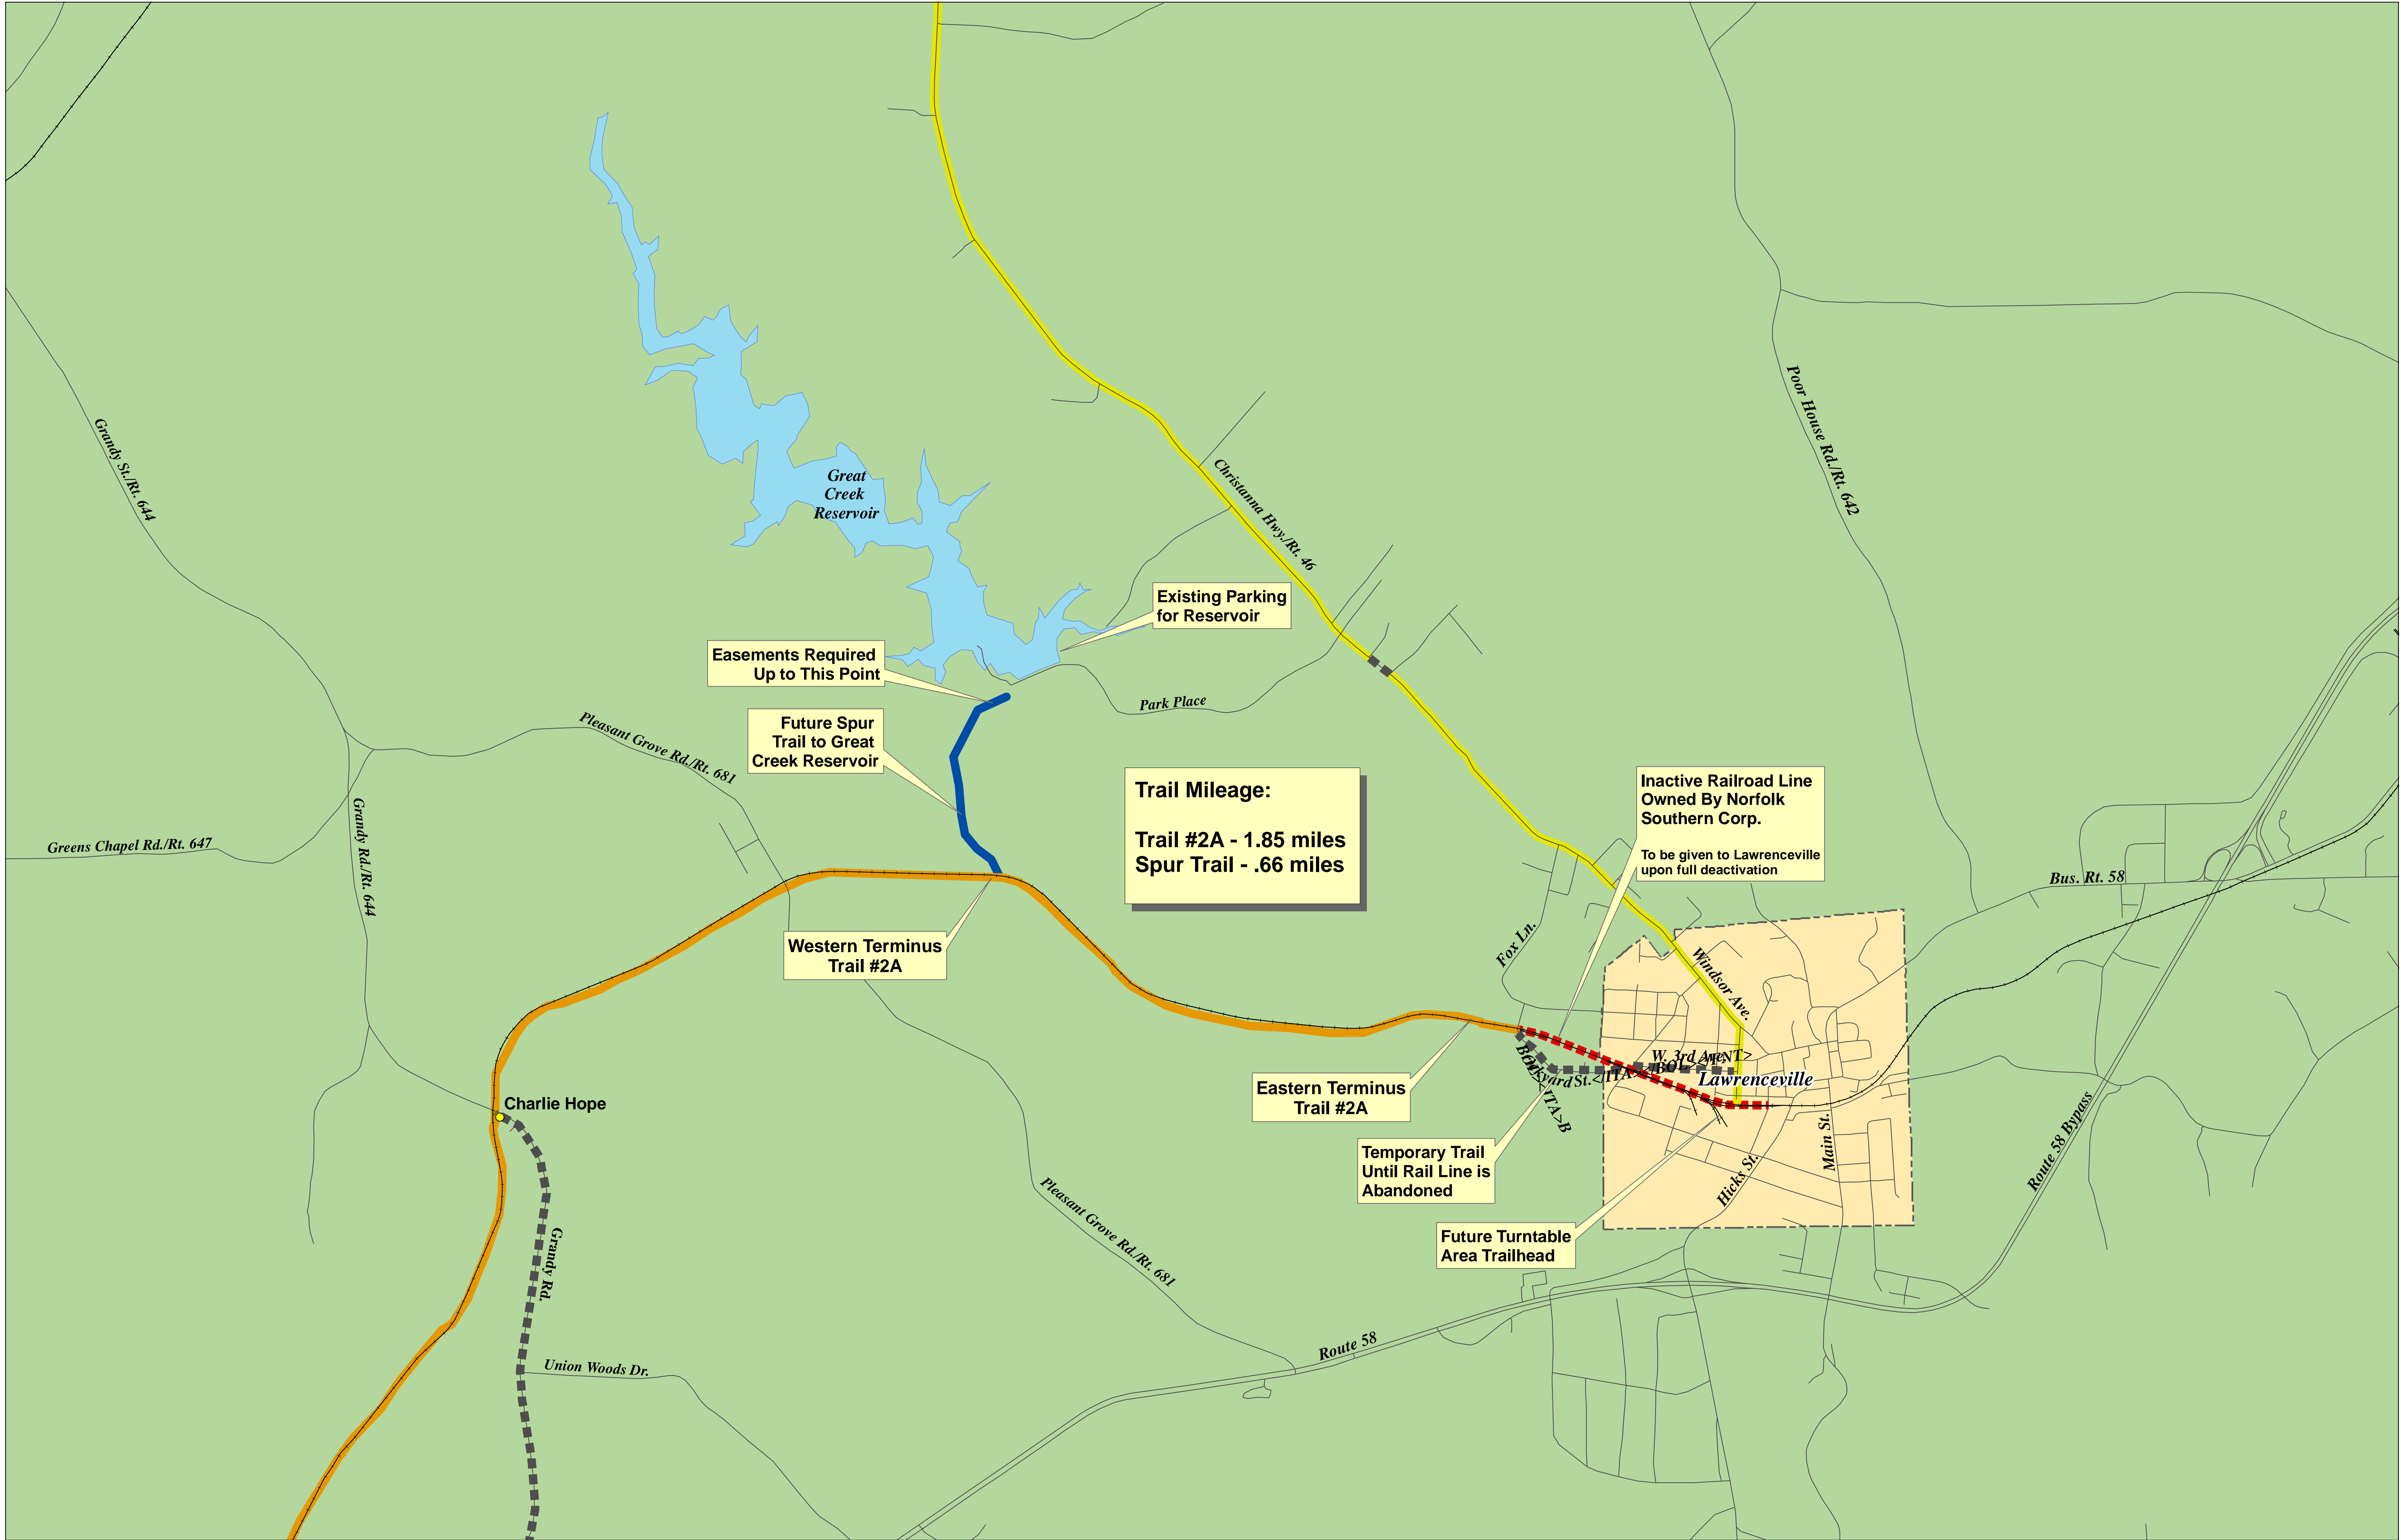 Great
Creek
Reservoir
Grandy St./Rt. 644
Poor House Rd./Rt. 642
Christanna Hwy./Rt. 46
Existing Parking
for Reservoir
Easements Required
Up to This Point
Park Place
Future Spur
Trail to Great
Creek Reservoir
Pleasant Grove Rd./Rt. 681
Trail Mileage:
Trail #2A - 1.85 miles
Spur Trail - .66 miles
Inactive Railroad Line
Owned By Norfolk
Southern Corp.
To be given to Lawrenceville
upon full deactivation
Greens Chapel Rd./Rt. 647
Grandy Rd./Rt. 644
Bus. Rt. 58
Western Terminus
Trail #2A
Fox Ln.
Windsor Ave.
W. 3rd Ave.
Lawrenceville
Charlie Hope
Eastern Terminus
Trail #2A
Temporary Trail
Until Rail Line is
Abandoned
Main St.
Hicks St.
Route 58 Bypass
Future Turntable
Area Trailhead
Pleasant Grove Rd./Rt. 681
Grandy Rd.
Route 58
Union Woods Dr.